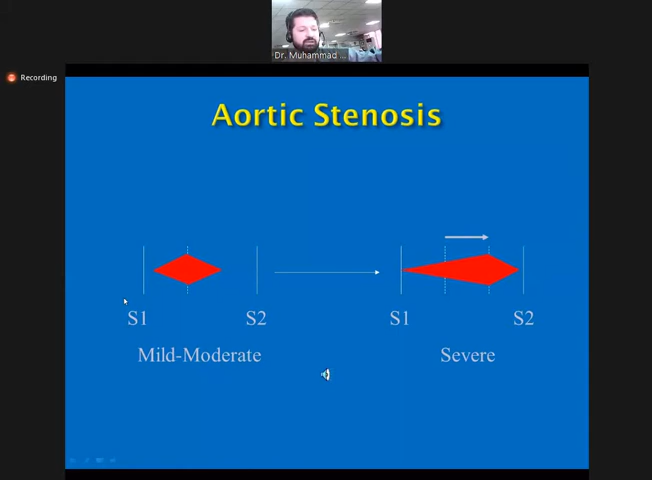 Dr. Muhammad ...
Recording
Aortic Stenosis
S1 S2 S1 S2
Mild-Moderate Severe